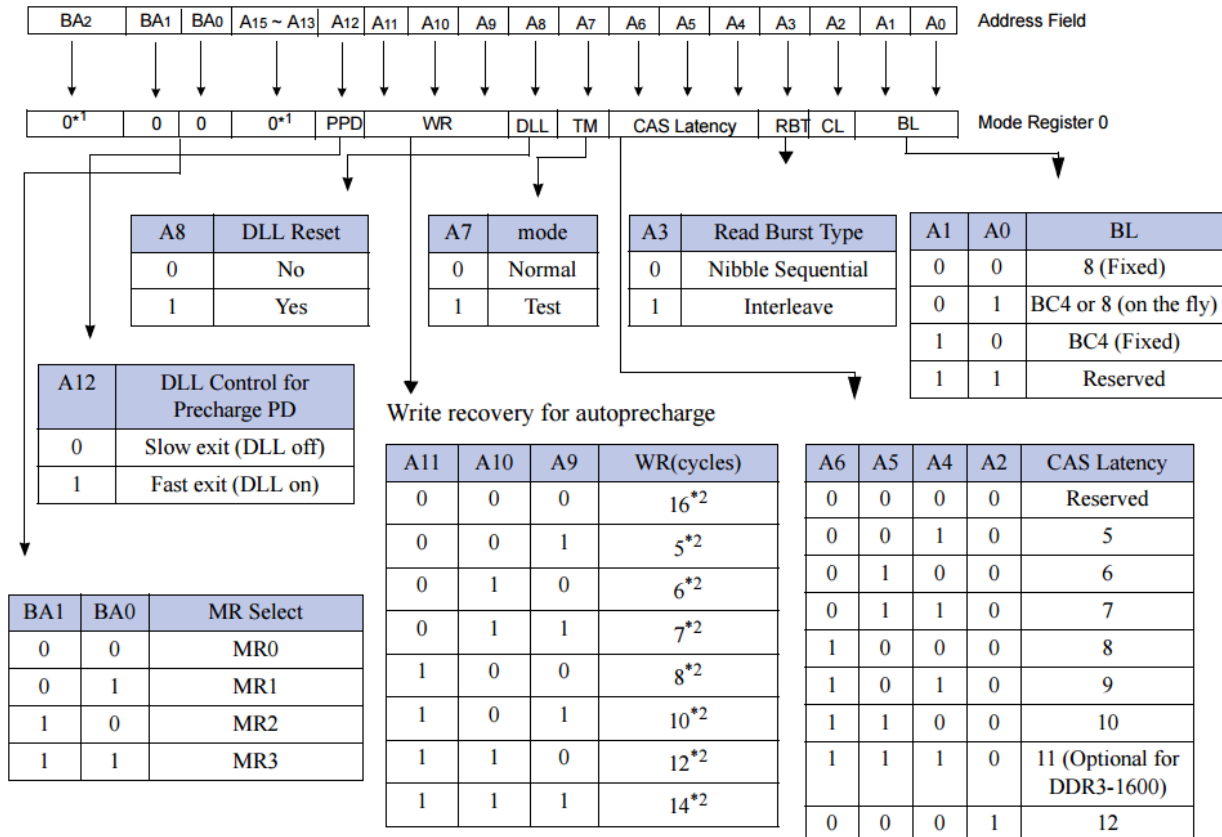 BA2 BA1 BA0 A15 ~ A13 A12 A11 A10 A9 A8 A7 A6 A5 A4 A3 A2 A1 A0 Address Field
0*1 0 0 0*1 PPD WR DLL TM CAS Latency RBT CL BL Mode Register 0
A8 DLL Reset
0 No
1 Yes
A7 mode
0 Normal
1 Test
A3 Read Burst Type
0 Nibble Sequential
1 Interleave
A1 A0 BL
0 0 8 (Fixed)
0 1 BC4 or 8 (on the fly)
1 0 BC4 (Fixed)
1 1 Reserved
A12 DLL Control for
Precharge PD
0 Slow exit (DLL off)
1 Fast exit (DLL on)
Write recovery for autoprecharge
A11 A10 A9 WR(cycles)
0 0 0 16*2
0 0 1 5*2
0 1 0 6*2
0 1 1 7*2
1 0 0 8*2
1 0 1 10*2
1 1 0 12*2
1 1 1 14*2
A6 A5 A4 A2 CAS Latency
0 0 0 0 Reserved
0 0 1 0 5
0 1 0 0 6
0 1 1 0 7
1 0 0 0 8
1 0 1 0 9
1 1 0 0 10
1 1 1 0 11 (Optional for
DDR3-1600)
0 0 0 1 12
BA1 BA0 MR Select
0 0 MR0
0 1 MR1
1 0 MR2
1 1 MR3